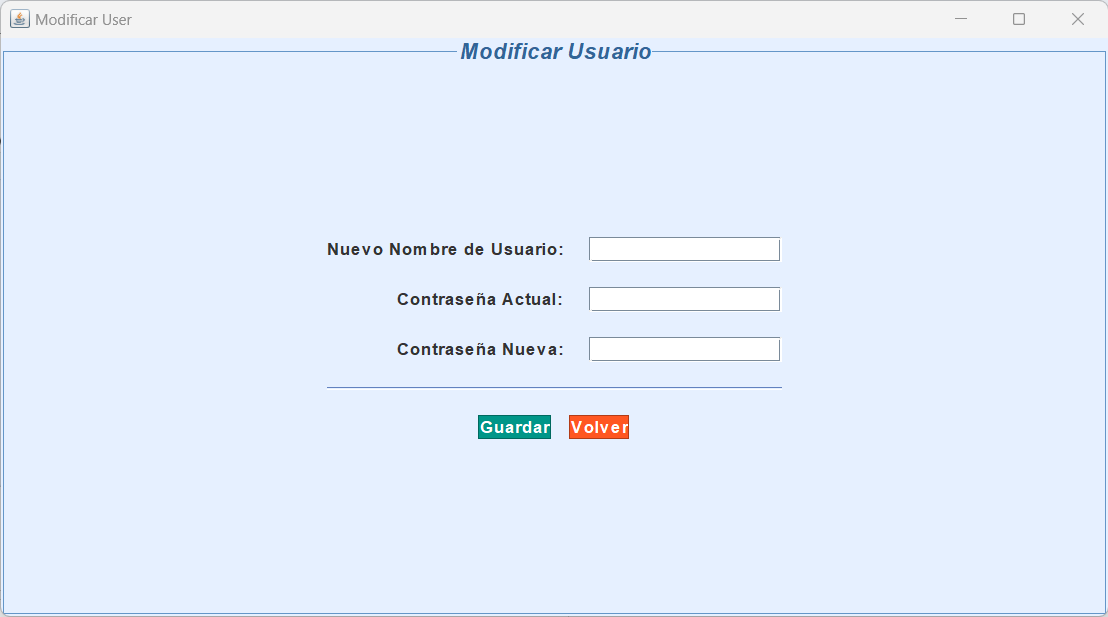 Modificar User
Modificar Usuario
Nuevo Nombre de Usuario:
Contraseña Actual:
Contraseña Nueva:
Guardar Volver